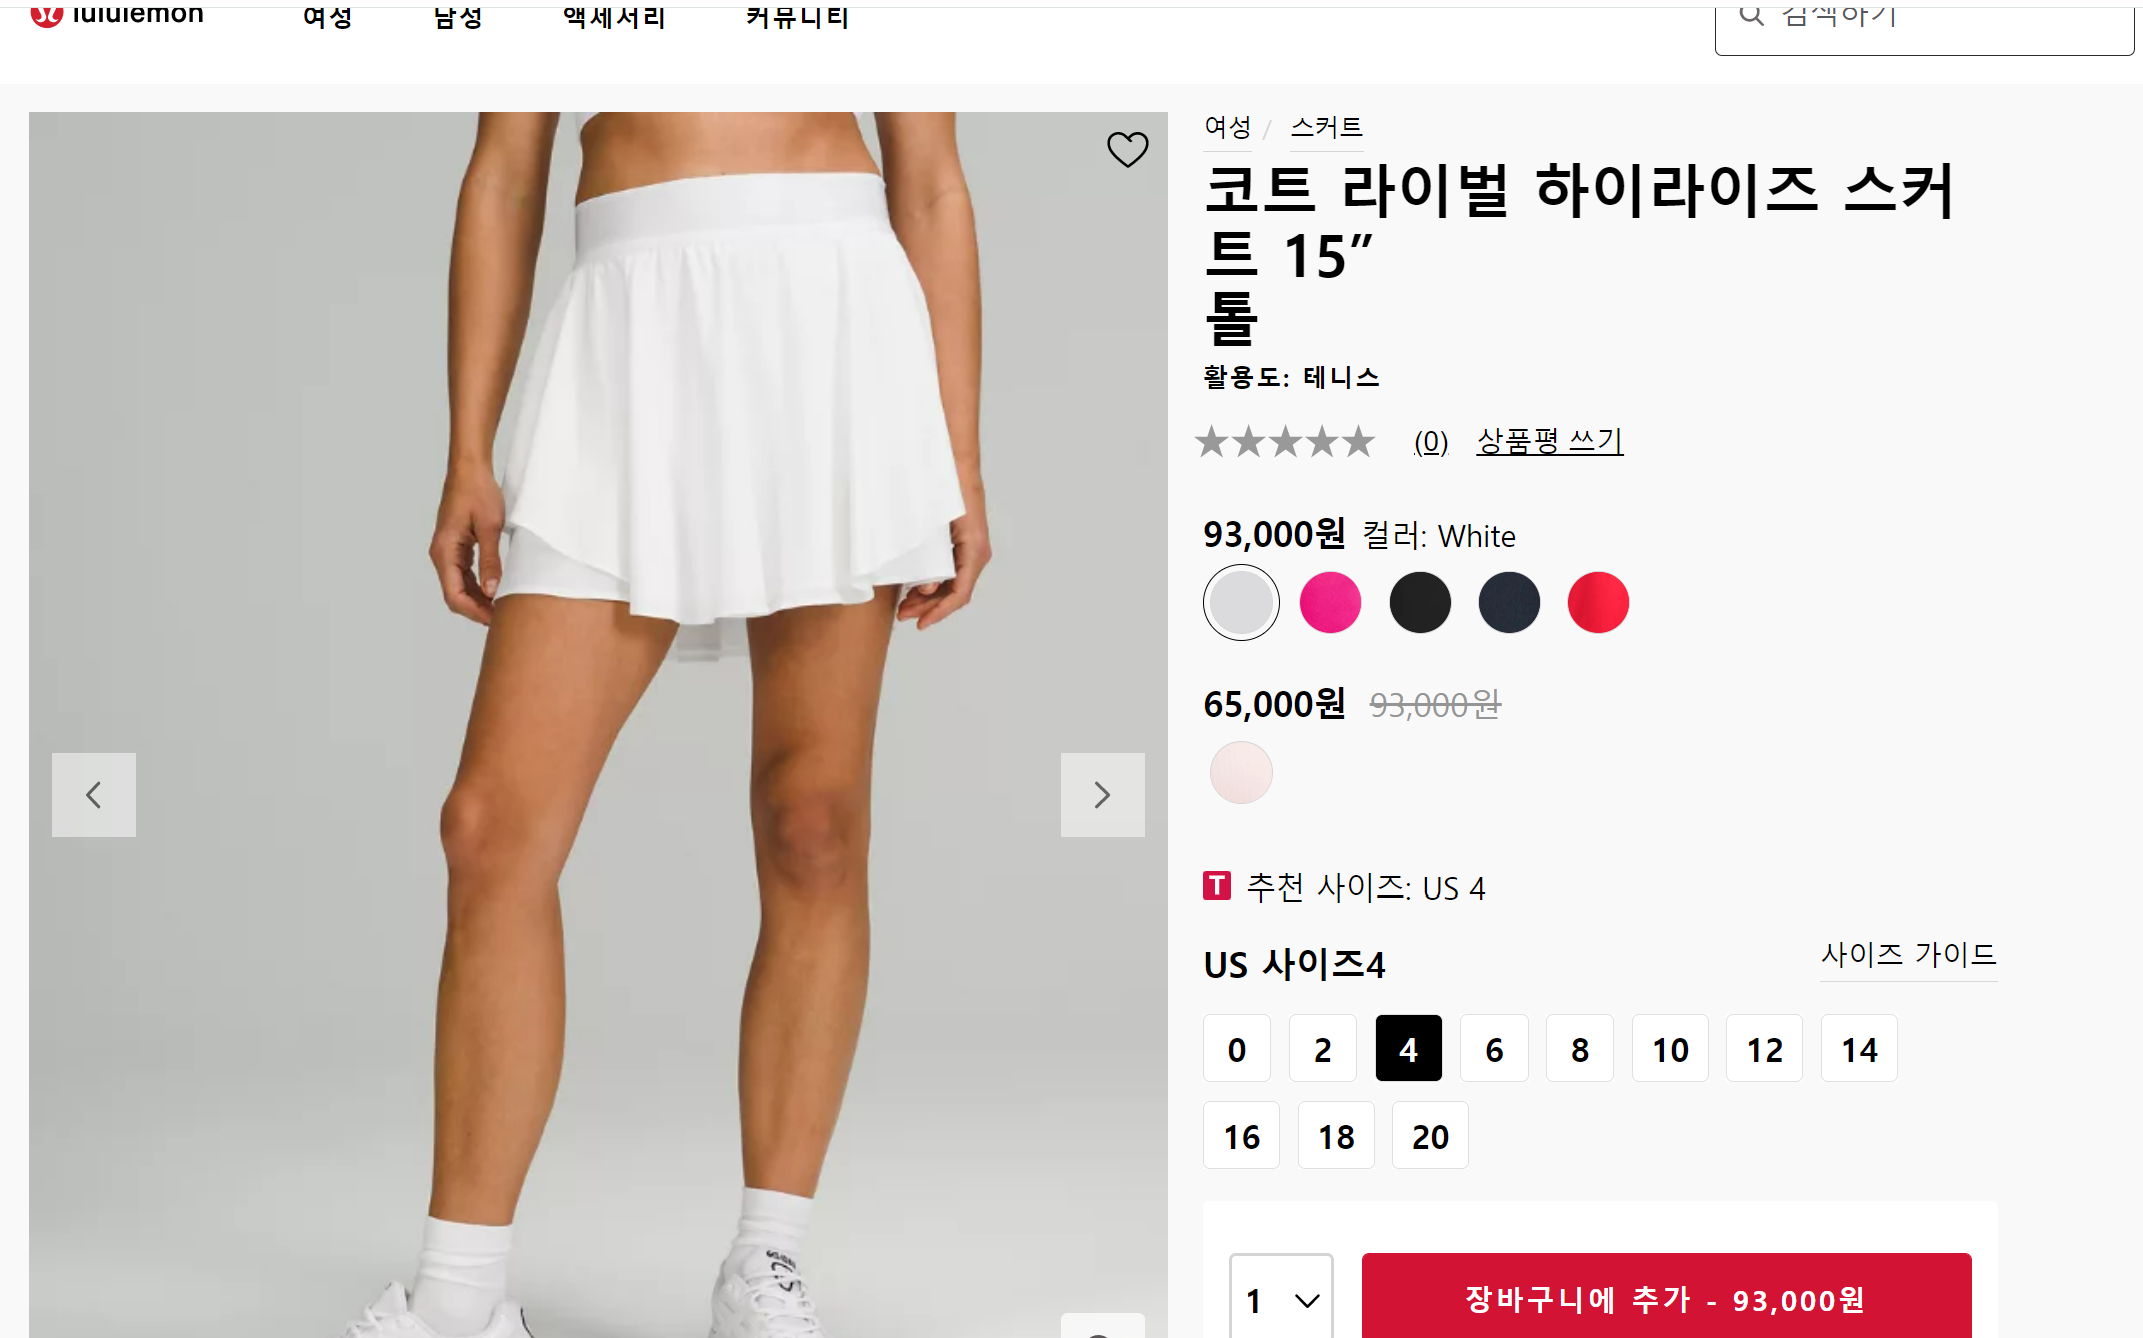 lululemon
여성
남성
액세서리
커뮤니티
검색하기
여성 / 스커트
코트 라이벌 하이라이즈 스커
트 15”
톨
활용도: 테니스
(0) 상품평 쓰기
93,000원 컬러: White
65,000원 93,000원
T 추천 사이즈: US 4
US 사이즈4
사이즈 가이드
0 2 4 6 8 10 12 14
16 18 20
1
장바구니에 추가 - 93,000원